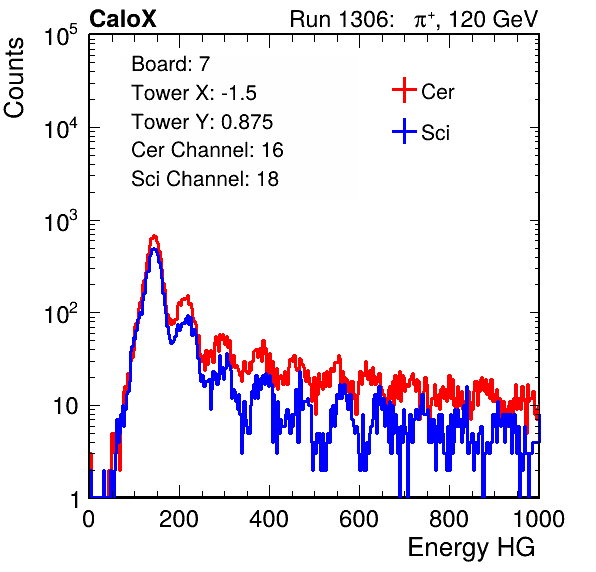 CaloX Run 1306: π⁺, 120 GeV
Counts
10⁵
10⁴
10³
10²
10
1
Board: 7
Tower X: -1.5
Tower Y: 0.875
Cer Channel: 16
Sci Channel: 18
Cer
Sci
0 200 400 600 800 1000
Energy HG